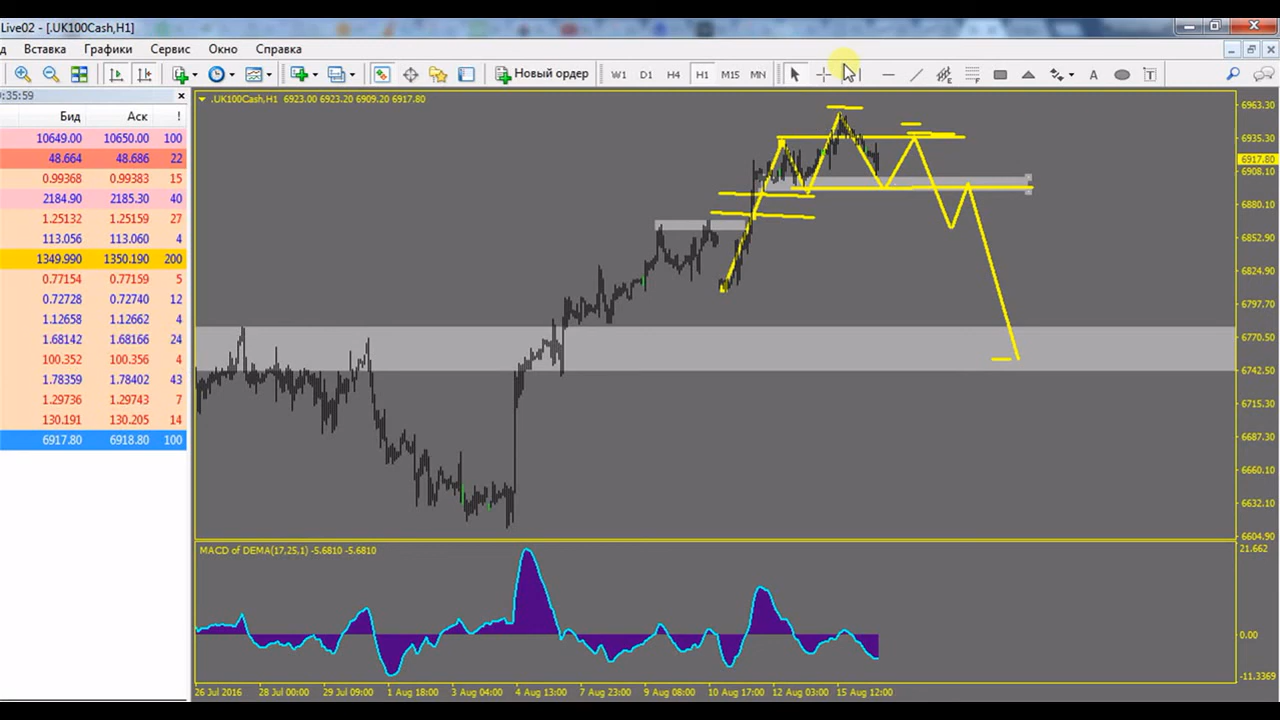 Live02 - [.UK100Cash,H1]
д Вставка Графики Сервис Окно Справка
Новый ордер W1 D1 H4 H1 M15 MN A T
:35:59
Бид Аск !
10649.00 10650.00 100
48.664 48.686 22
0.99368 0.99383 15
2184.90 2185.30 40
1.25132 1.25159 27
113.056 113.060 4
1349.990 1350.190 200
0.77154 0.77159 5
0.72728 0.72740 12
1.12658 1.12662 4
1.68142 1.68166 24
100.352 100.356 4
1.78359 1.78402 43
1.29736 1.29743 7
130.191 130.205 14
6917.80 6918.80 100
.UK100Cash,H1 6923.00 6923.20 6909.20 6917.80
6963.30
6935.30
6917.80
6908.10
6880.10
6852.90
6824.90
6797.70
6770.50
6742.50
6715.30
6687.30
6660.10
6632.10
6604.90
MACD of DEMA(17,25,1) -5.6810 -5.6810
21.662
0.00
-11.3369
26 Jul 2016 28 Jul 00:00 29 Jul 09:00 1 Aug 18:00 3 Aug 04:00 4 Aug 13:00 7 Aug 23:00 9 Aug 08:00 10 Aug 17:00 12 Aug 03:00 15 Aug 12:00